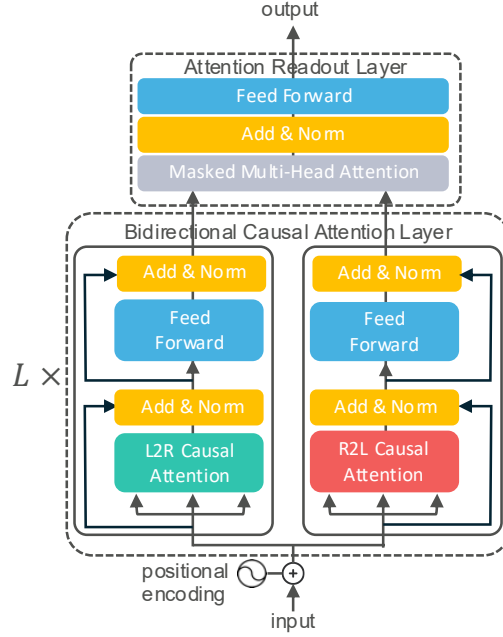 output
Attention Readout Layer
Feed Forward
Add & Norm
Masked Multi-Head Attention
Bidirectional Causal Attention Layer
Add & Norm
Feed
Forward
Add & Norm
L2R Causal
Attention
Add & Norm
Feed
Forward
Add & Norm
R2L Causal
Attention
L ×
positional
encoding
+
input